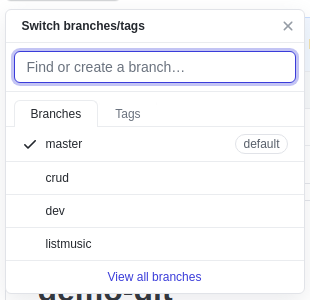 Switch branches/tags
Find or create a branch…
Branches
Tags
master
default
crud
dev
listmusic
View all branches
demo-git